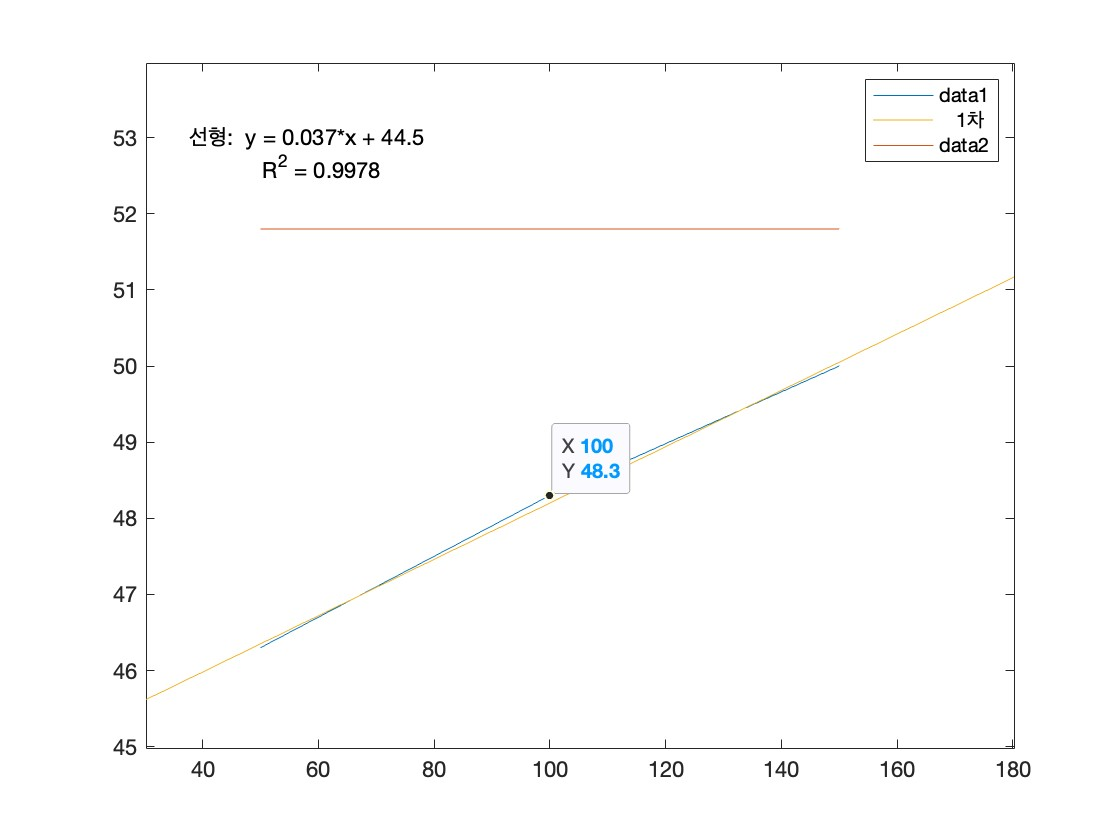 선형: y = 0.037*x + 44.5
R² = 0.9978
data1
1차
data2
53
52
51
50
49
48
47
46
45
X 100
Y 48.3
40 60 80 100 120 140 160 180